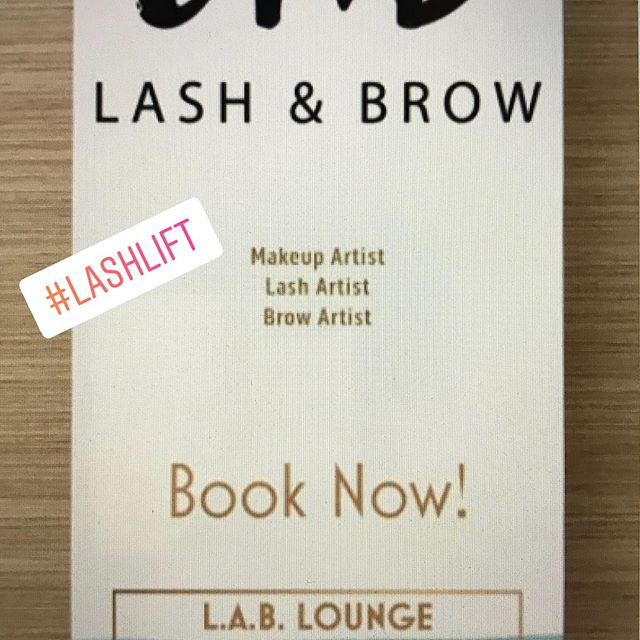 LASH & BROW
#LASHLIFT
Makeup Artist
Lash Artist
Brow Artist
Book Now!
L.A.B. LOUNGE